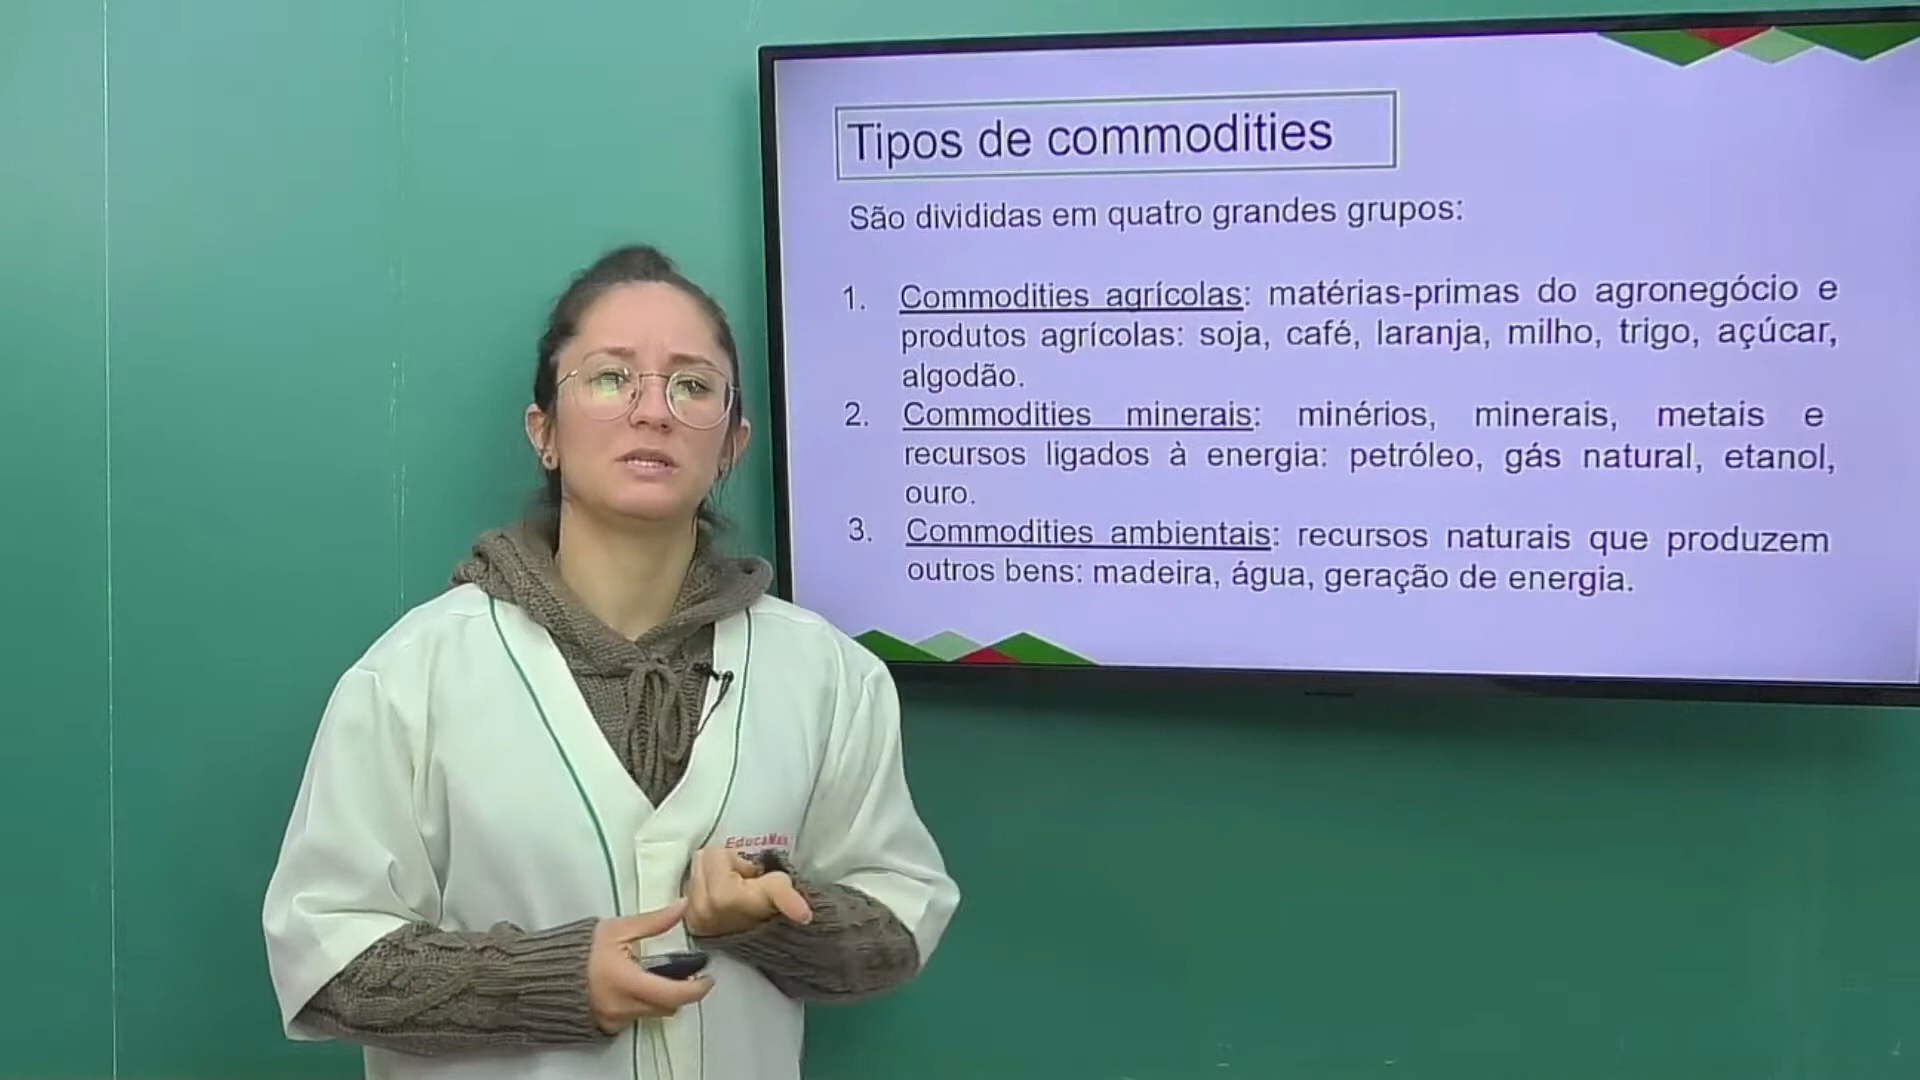 Tipos de commodities
São divididas em quatro grandes grupos:
1. Commodities agrícolas: matérias-primas do agronegócio e
produtos agrícolas: soja, café, laranja, milho, trigo, açúcar,
algodão.
2. Commodities minerais: minérios, minerais, metais e
recursos ligados à energia: petróleo, gás natural, etanol,
ouro.
3. Commodities ambientais: recursos naturais que produzem
outros bens: madeira, água, geração de energia.
EducaMais